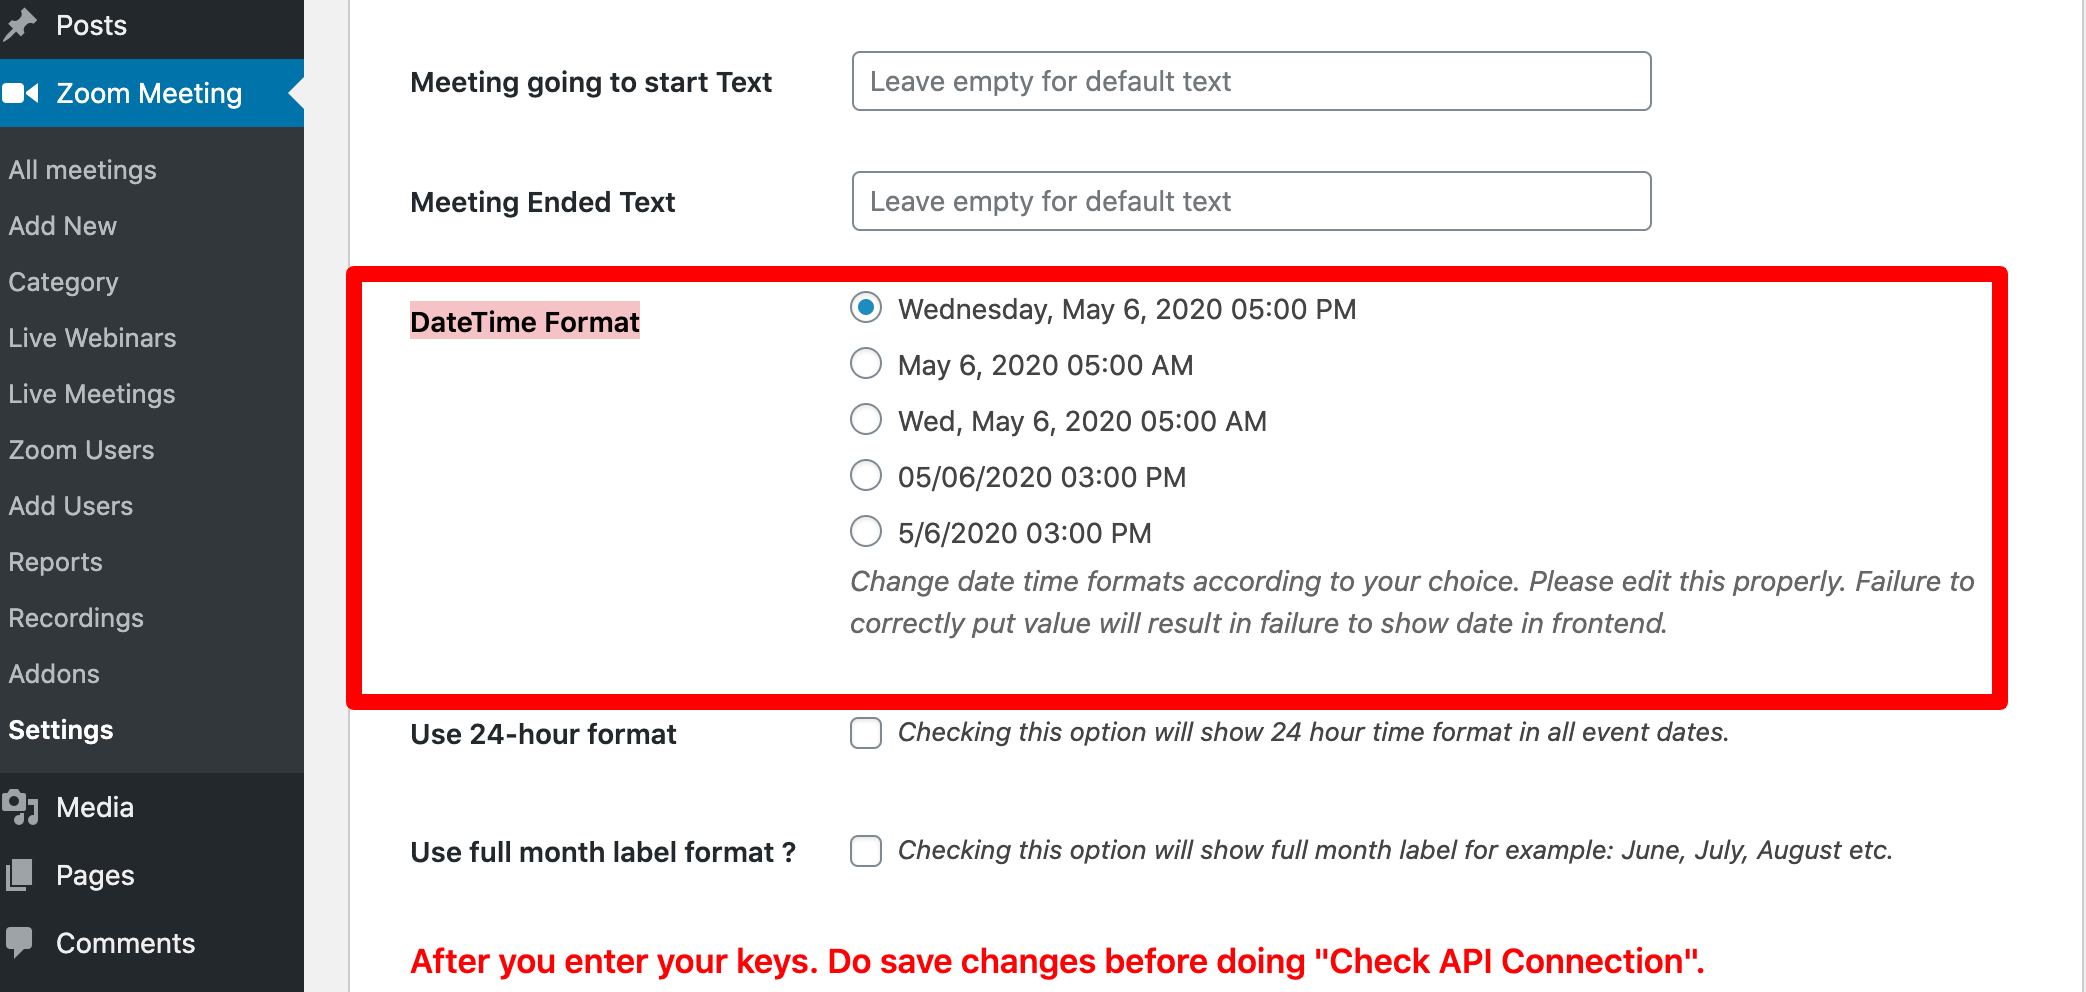 Posts
Zoom Meeting
All meetings
Add New
Category
Live Webinars
Live Meetings
Zoom Users
Add Users
Reports
Recordings
Addons
Settings
Media
Pages
Comments
Meeting going to start Text
Leave empty for default text
Meeting Ended Text
Leave empty for default text
DateTime Format
Wednesday, May 6, 2020 05:00 PM
May 6, 2020 05:00 AM
Wed, May 6, 2020 05:00 AM
05/06/2020 03:00 PM
5/6/2020 03:00 PM
Change date time formats according to your choice. Please edit this properly. Failure to
correctly put value will result in failure to show date in frontend.
Use 24-hour format
Checking this option will show 24 hour time format in all event dates.
Use full month label format ?
Checking this option will show full month label for example: June, July, August etc.
After you enter your keys. Do save changes before doing "Check API Connection".